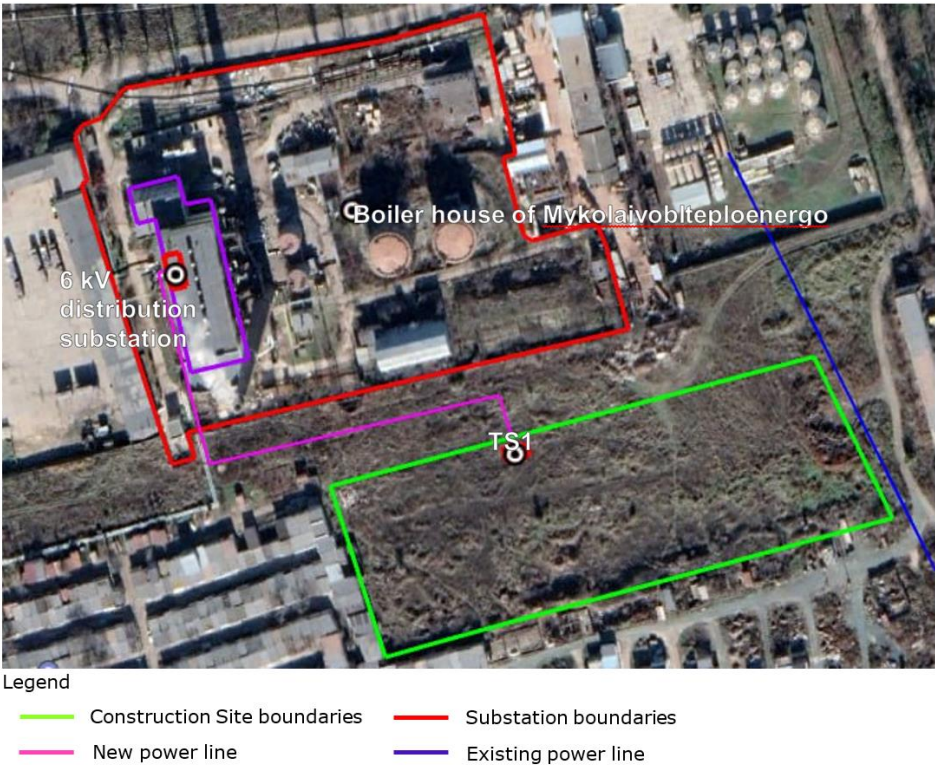 Boiler house of Mykolaivoblteploenergo
6 kV
distribution
substation
TS1
Legend
Construction Site boundaries
Substation boundaries
New power line
Existing power line